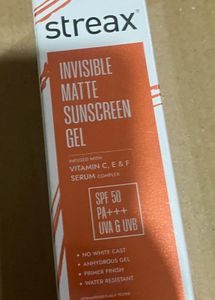 streax®
INVISIBLE
MATTE
SUNSCREEN
GEL
INFUSED WITH
VITAMIN C, E & F
SERUM COMPLEX
SPF 50
PA+++
UVA & UVB
• NO WHITE CAST
• ANHYDROUS GEL
• PRIMER FINISH
• WATER RESISTANT